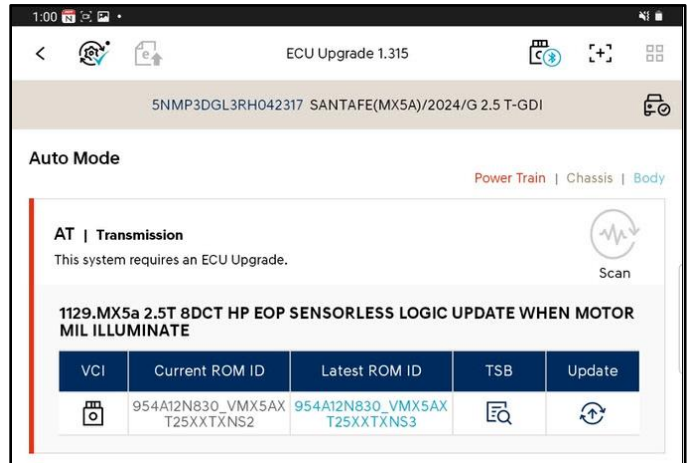 1:00
ECU Upgrade 1.315
5NMP3DGL3RH042317 SANTAFE(MX5A)/2024/G 2.5 T-GDI
Auto Mode
Power Train | Chassis | Body
AT | Transmission
This system requires an ECU Upgrade.
Scan
1129.MX5a 2.5T 8DCT HP EOP SENSORLESS LOGIC UPDATE WHEN MOTOR
MIL ILLUMINATE
VCI Current ROM ID Latest ROM ID TSB Update
954A12N830_VMX5AX 954A12N830_VMX5AX
T25XXTXNS2 T25XXTXNS3